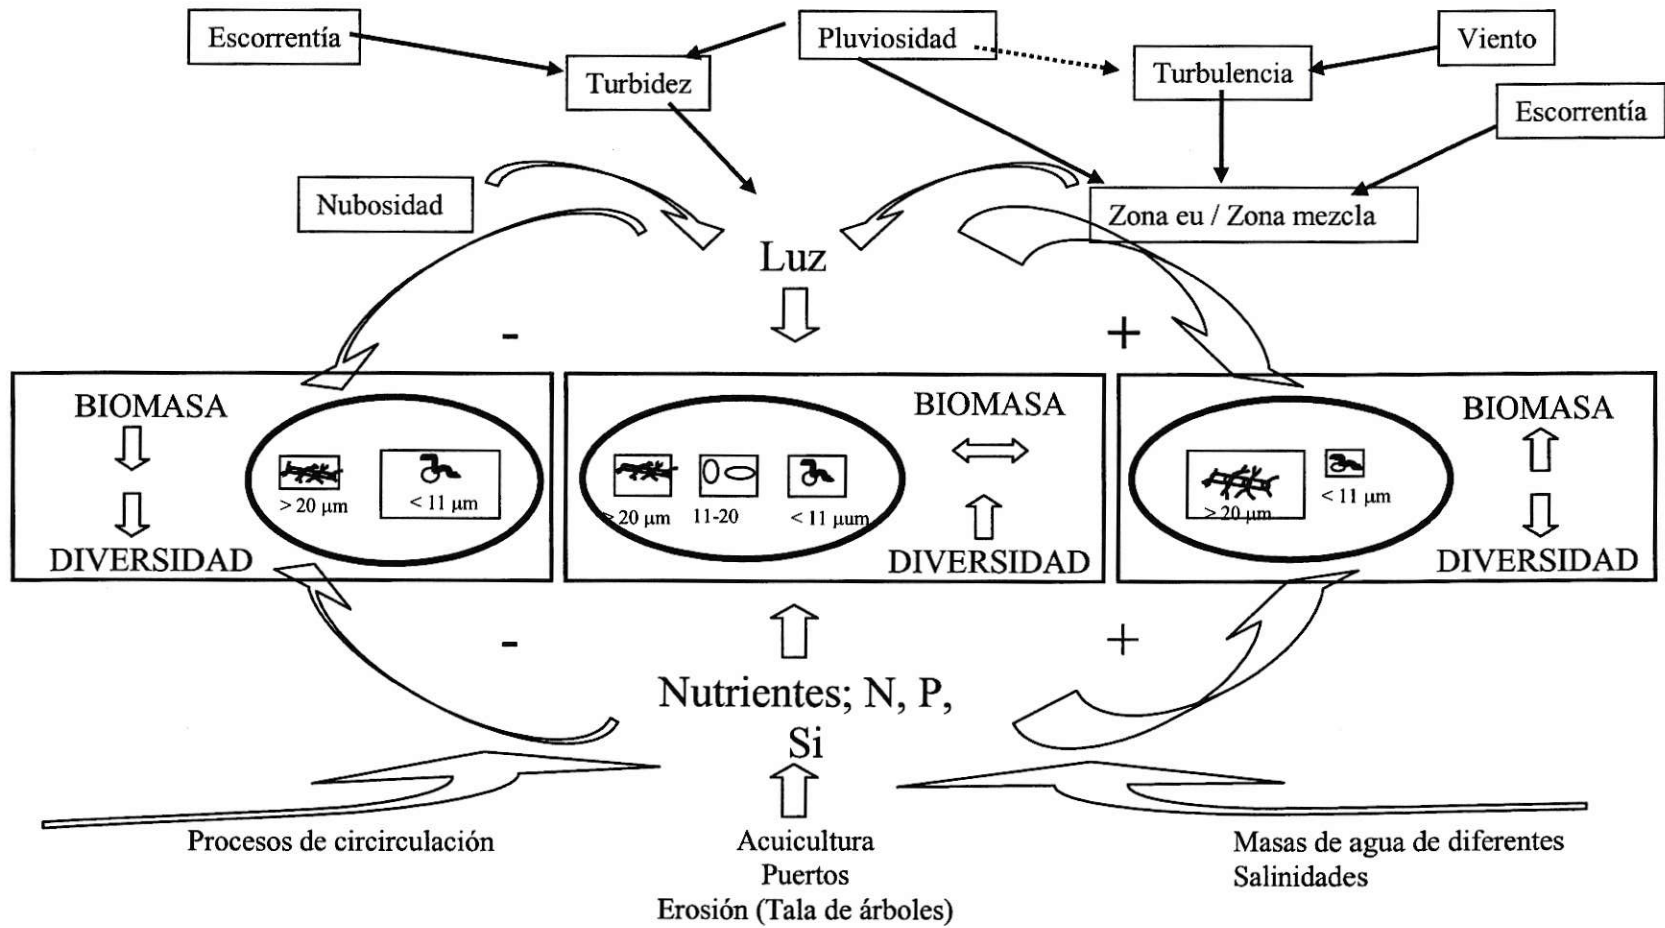 Escorrentía
Pluviosidad
Viento
Turbidez
Turbulencia
Escorrentía
Nubosidad
Zona eu / Zona mezcla
Luz
-
+
BIOMASA
> 20 µm
< 11 µm
DIVERSIDAD
> 20 µm
11-20
< 11 µum
BIOMASA
DIVERSIDAD
> 20 µm
< 11 µm
BIOMASA
DIVERSIDAD
-
+
Nutrientes; N, P,
Si
Procesos de circirculación
Acuicultura
Puertos
Erosión (Tala de árboles)
Masas de agua de diferentes
Salinidades